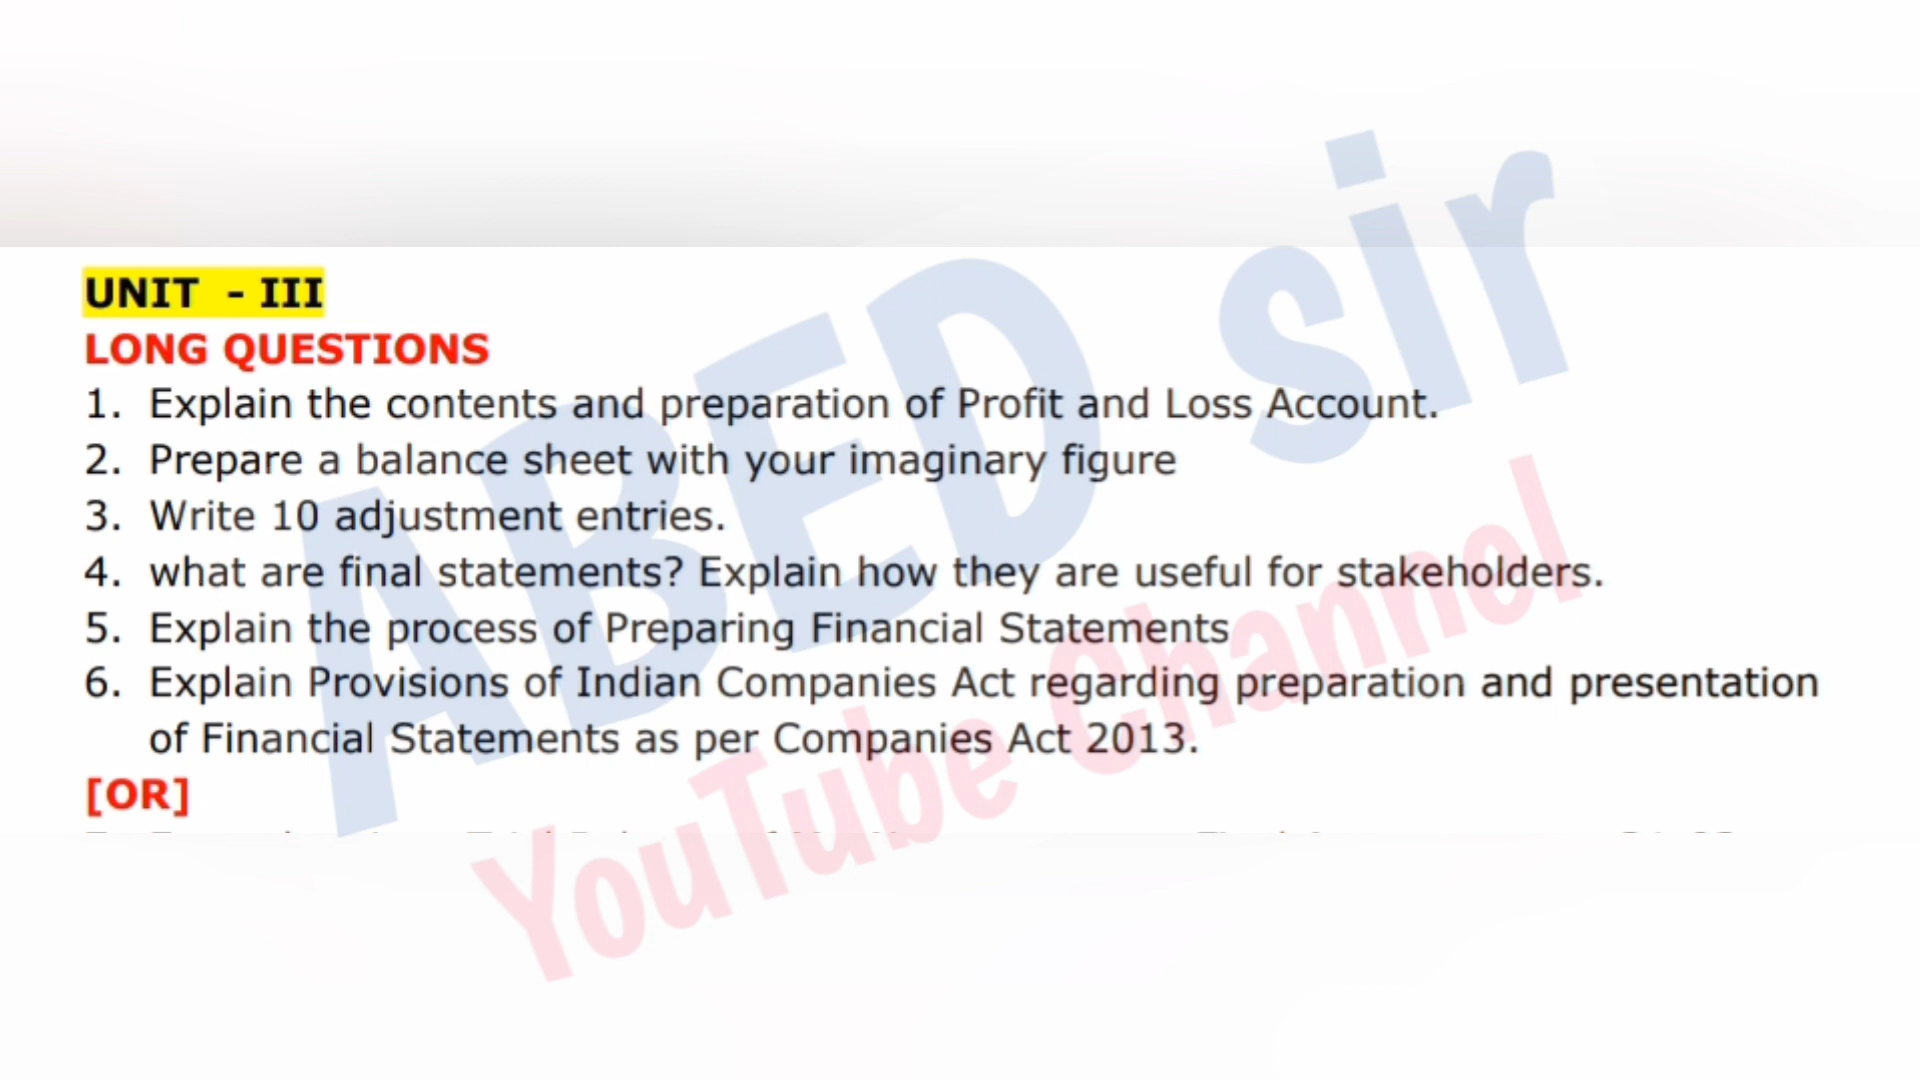 UNIT - III
LONG QUESTIONS
1. Explain the contents and preparation of Profit and Loss Account.
2. Prepare a balance sheet with your imaginary figure
3. Write 10 adjustment entries.
4. what are final statements? Explain how they are useful for stakeholders.
5. Explain the process of Preparing Financial Statements
6. Explain Provisions of Indian Companies Act regarding preparation and presentation
of Financial Statements as per Companies Act 2013.
[OR]
ABED sir
YouTube Channel